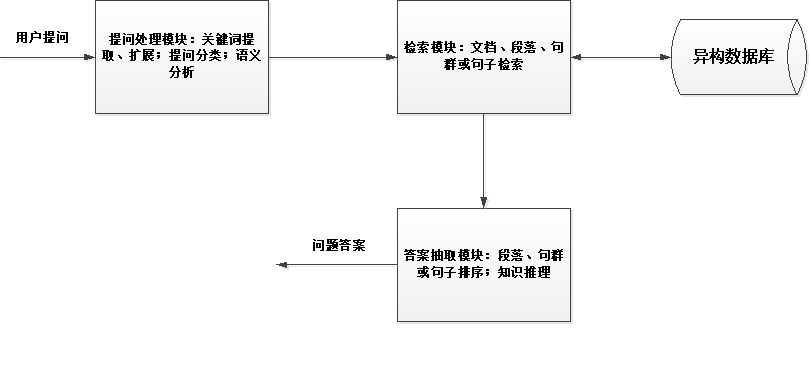 用户提问
提问处理模块：关键词提
取、扩展；提问分类；语义
分析
检索模块：文档、段落、句
群或句子检索
异构数据库
问题答案
答案抽取模块：段落、句群
或句子排序；知识推理